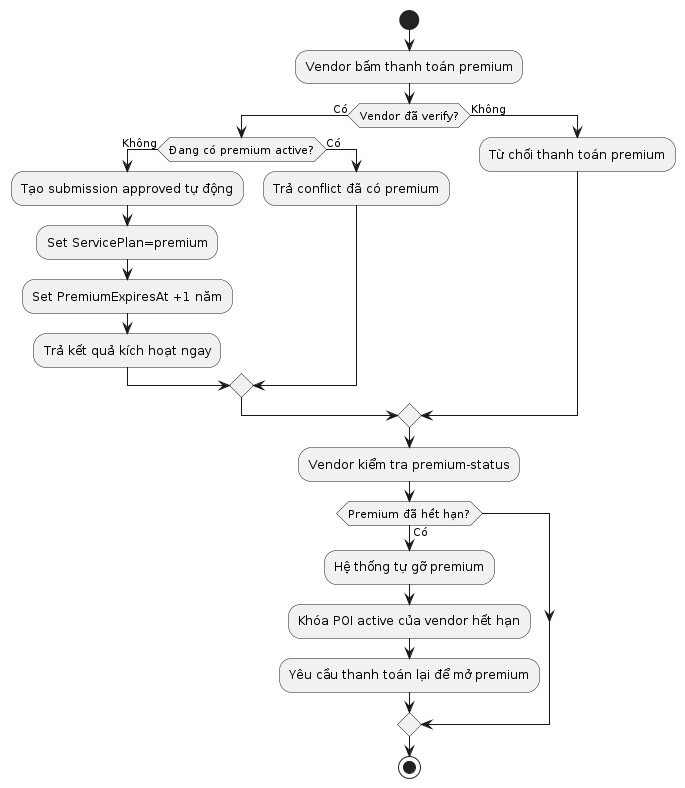 Vendor bấm thanh toán premium
Vendor đã verify?
Có
Không
Đang có premium active?
Không
Có
Tạo submission approved tự động
Set ServicePlan=premium
Set PremiumExpiresAt +1 năm
Trả kết quả kích hoạt ngay
Trả conflict đã có premium
Từ chối thanh toán premium
Vendor kiểm tra premium-status
Premium đã hết hạn?
Có
Hệ thống tự gỡ premium
Khóa POI active của vendor hết hạn
Yêu cầu thanh toán lại để mở premium